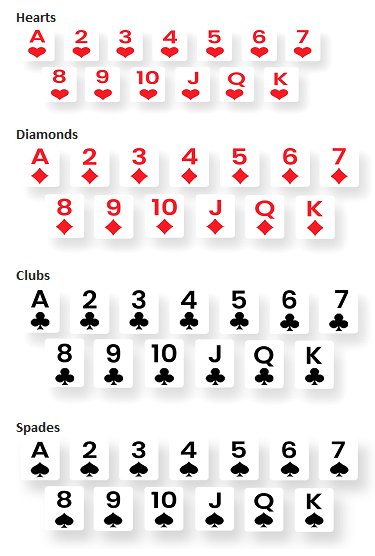 Hearts
A 2 3 4 5 6 7
8 9 10 J Q K
Diamonds
A 2 3 4 5 6 7
8 9 10 J Q K
Clubs
A 2 3 4 5 6 7
8 9 10 J Q K
Spades
A 2 3 4 5 6 7
8 9 10 J Q K